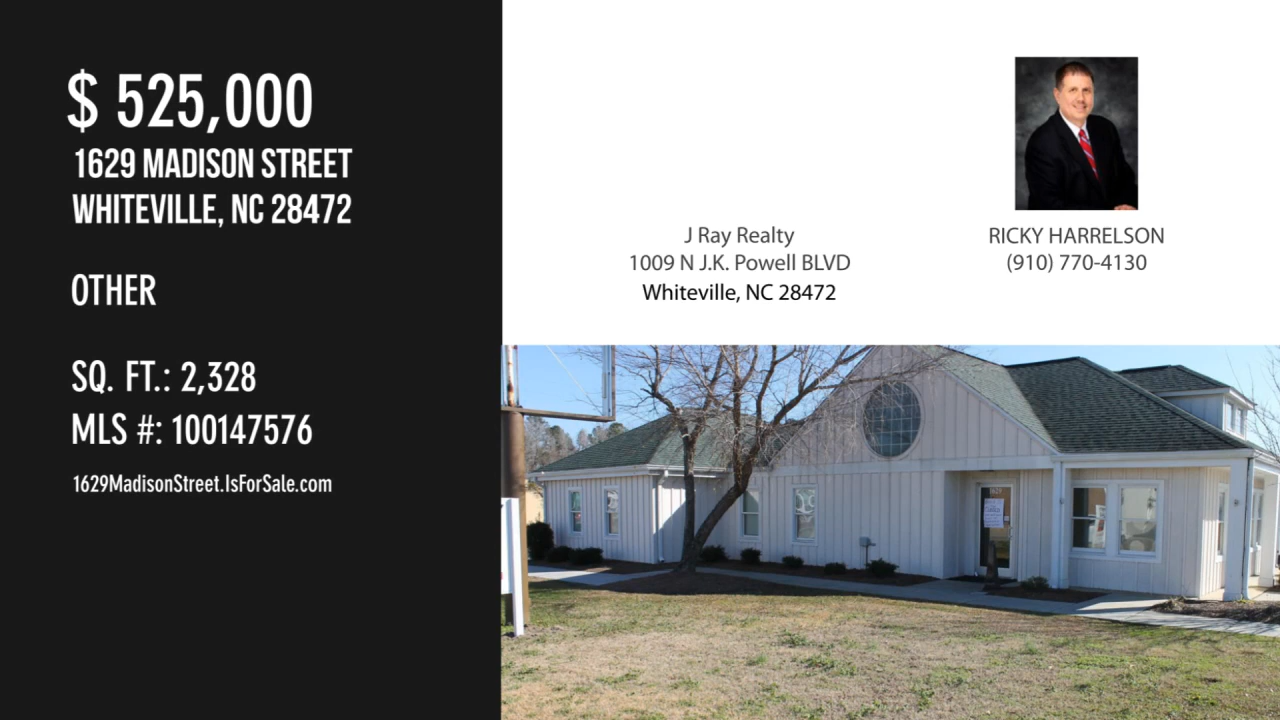 $ 525,000
1629 MADISON STREET
WHITEVILLE, NC 28472
OTHER
SQ. FT.: 2,328
MLS #: 100147576
1629MadisonStreet.IsForSale.com
J Ray Realty
1009 N J.K. Powell BLVD
Whiteville, NC 28472
RICKY HARRELSON
(910) 770-4130